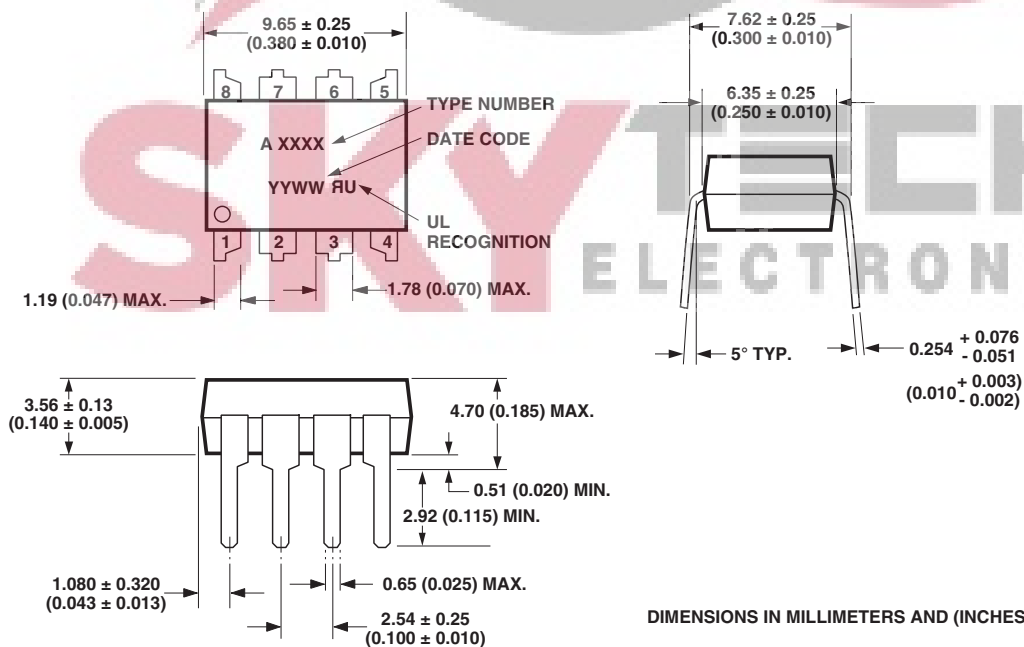 9.65 ± 0.25
(0.380 ± 0.010)
8 7 6 5
TYPE NUMBER
A XXXX
DATE CODE
YYWW RU
UL
RECOGNITION
1 2 3 4
1.19 (0.047) MAX.
1.78 (0.070) MAX.
7.62 ± 0.25
(0.300 ± 0.010)
6.35 ± 0.25
(0.250 ± 0.010)
5° TYP.
0.254 + 0.076
- 0.051
(0.010 + 0.003)
- 0.002)
3.56 ± 0.13
(0.140 ± 0.005)
4.70 (0.185) MAX.
0.51 (0.020) MIN.
2.92 (0.115) MIN.
1.080 ± 0.320
(0.043 ± 0.013)
0.65 (0.025) MAX.
2.54 ± 0.25
(0.100 ± 0.010)
DIMENSIONS IN MILLIMETERS AND (INCHES
SKYTECH
ELECTRON